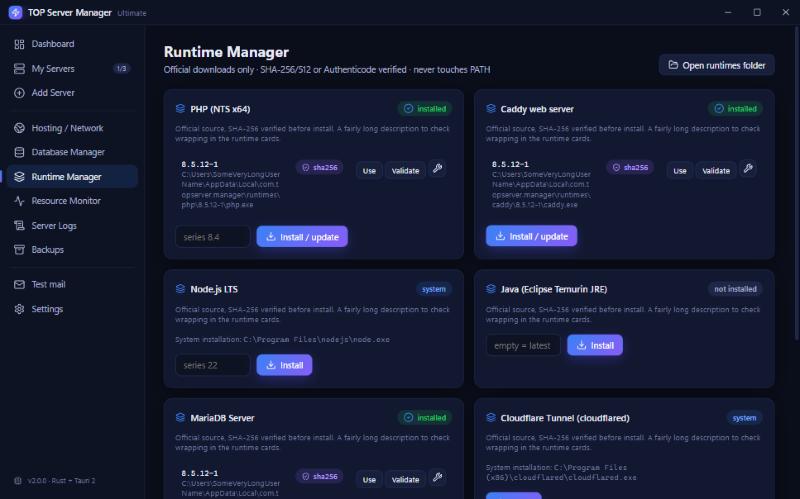 TOP Server Manager Ultimate
Dashboard
My Servers 1/3
Add Server
Hosting / Network
Database Manager
Runtime Manager
Resource Monitor
Server Logs
Backups
Test mail
Settings
v2.0.0 · Rust + Tauri 2
Runtime Manager
Official downloads only · SHA-256/512 or Authenticode verified · never touches PATH
Open runtimes folder
PHP (NTS x64) installed
Official source, SHA-256 verified before install. A fairly long description to check
wrapping in the runtime cards.
8.5.12-1 sha256 Use Validate
C:\Users\SomeVeryLongUser
Name\AppData\Local\com.t
opserver.manager\runtimes\
php\8.5.12-1\php.exe
series 8.4 Install / update
Caddy web server installed
Official source, SHA-256 verified before install. A fairly long description to check
wrapping in the runtime cards.
8.5.12-1 sha256 Use Validate
C:\Users\SomeVeryLongUser
Name\AppData\Local\com.t
opserver.manager\runtimes\
caddy\8.5.12-1\caddy.exe
Install / update
Node.js LTS system
Official source, SHA-256 verified before install. A fairly long description to check
wrapping in the runtime cards.
System installation: C:\Program Files\nodejs\node.exe
series 22 Install
Java (Eclipse Temurin JRE) not installed
Official source, SHA-256 verified before install. A fairly long description to check
wrapping in the runtime cards.
empty = latest Install
MariaDB Server installed
Official source, SHA-256 verified before install. A fairly long description to check
wrapping in the runtime cards.
8.5.12-1 sha256 Use Validate
C:\Users\SomeVeryLongUser
Name\AppData\Local\com.t
Cloudflare Tunnel (cloudflared) system
Official source, SHA-256 verified before install. A fairly long description to check
wrapping in the runtime cards.
System installation: C:\Program Files
(x86)\cloudflared\cloudflared.exe